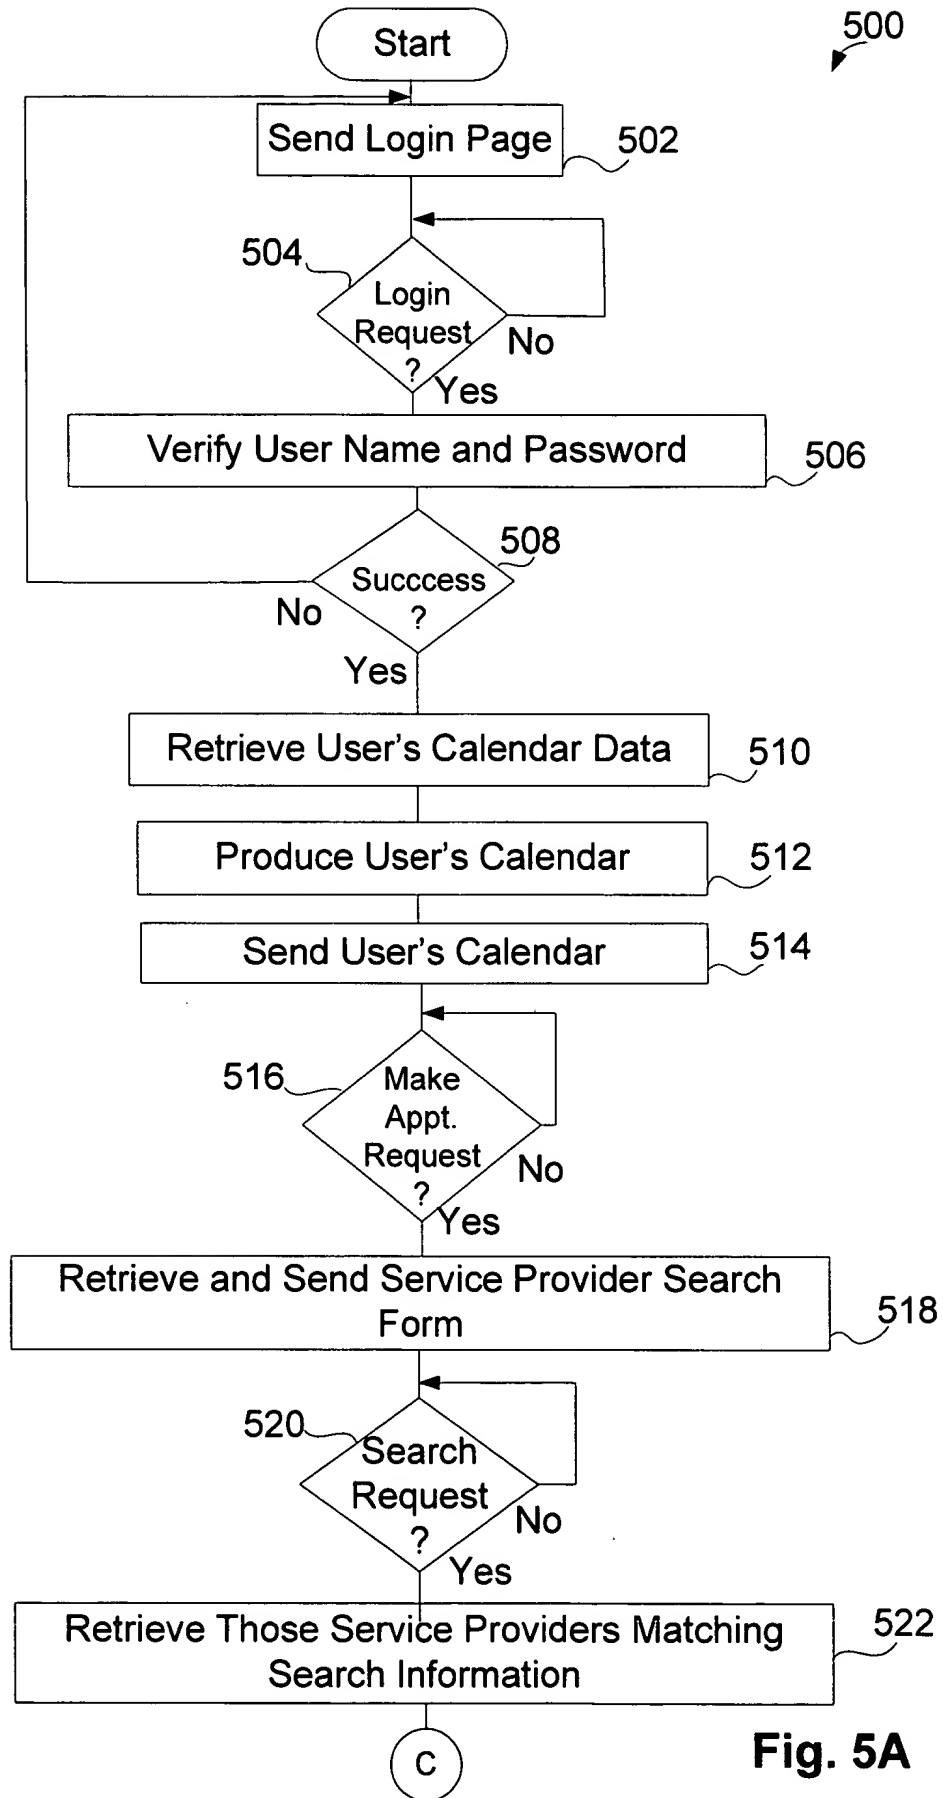 Start
500
Send Login Page
502
504
Login
Request
?
No
Yes
Verify User Name and Password
506
508
Succcess
?
No
Yes
Retrieve User's Calendar Data
510
Produce User's Calendar
512
Send User's Calendar
514
516
Make
Appt.
Request
?
No
Yes
Retrieve and Send Service Provider Search
Form
518
520
Search
Request
?
No
Yes
Retrieve Those Service Providers Matching
Search Information
522
C
Fig. 5A